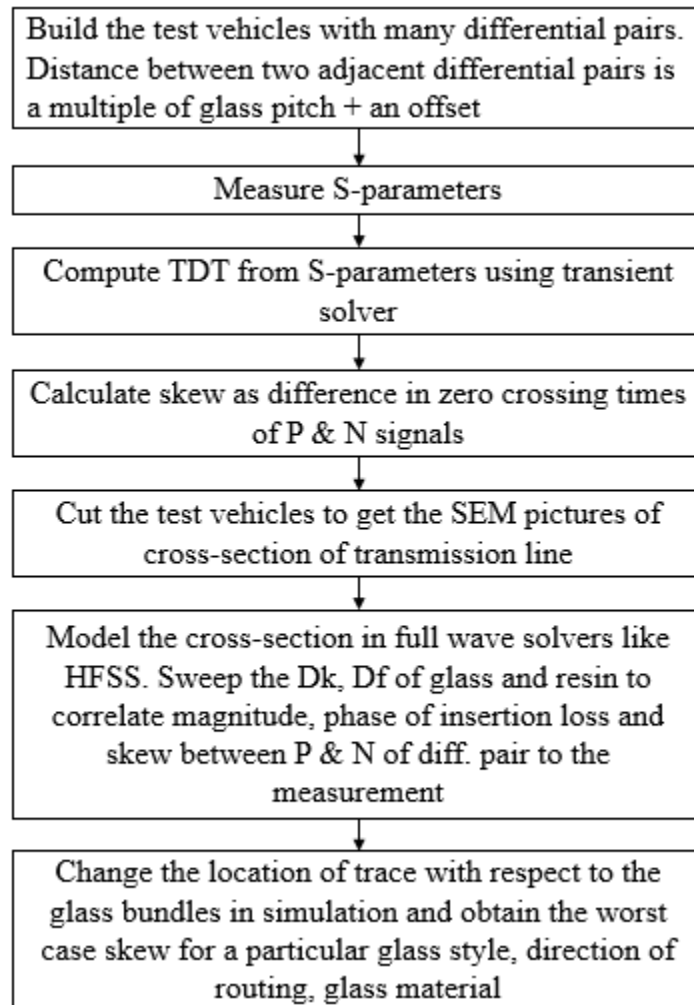 Build the test vehicles with many differential pairs.
Distance between two adjacent differential pairs is
a multiple of glass pitch + an offset
Measure S-parameters
Compute TDT from S-parameters using transient
solver
Calculate skew as difference in zero crossing times
of P & N signals
Cut the test vehicles to get the SEM pictures of
cross-section of transmission line
Model the cross-section in full wave solvers like
HFSS. Sweep the Dk, Df of glass and resin to
correlate magnitude, phase of insertion loss and
skew between P & N of diff. pair to the
measurement
Change the location of trace with respect to the
glass bundles in simulation and obtain the worst
case skew for a particular glass style, direction of
routing, glass material